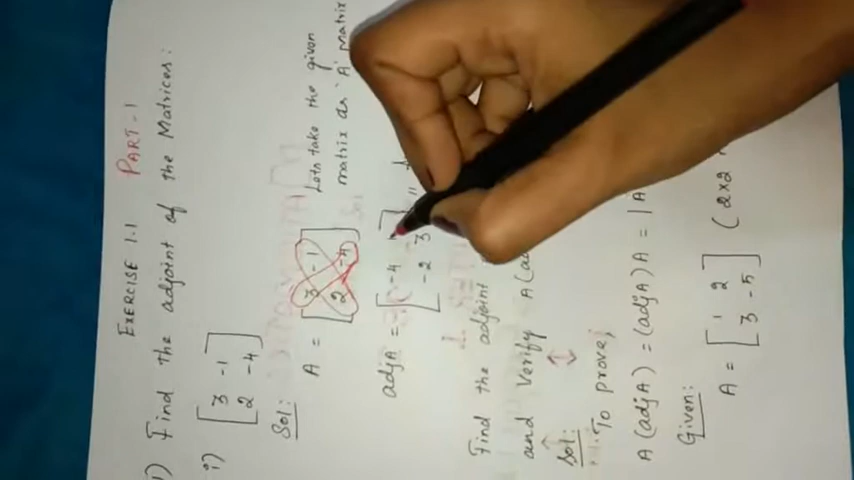 EXERCISE 1.1 PART-1
1) Find the adjoint of the Matrices:
i) [3 -1
2 -4]
Sol:
Lets take the given
matrix as 'A' Matrix
A = [3 -1
2 -4]
adjA = [-4
-2 3
Find the adjoint
and Verify
Sol:
To prove;
A(adjA) = (adjA)A = |A
Given:
A = [1 2
3 -5] (2x2